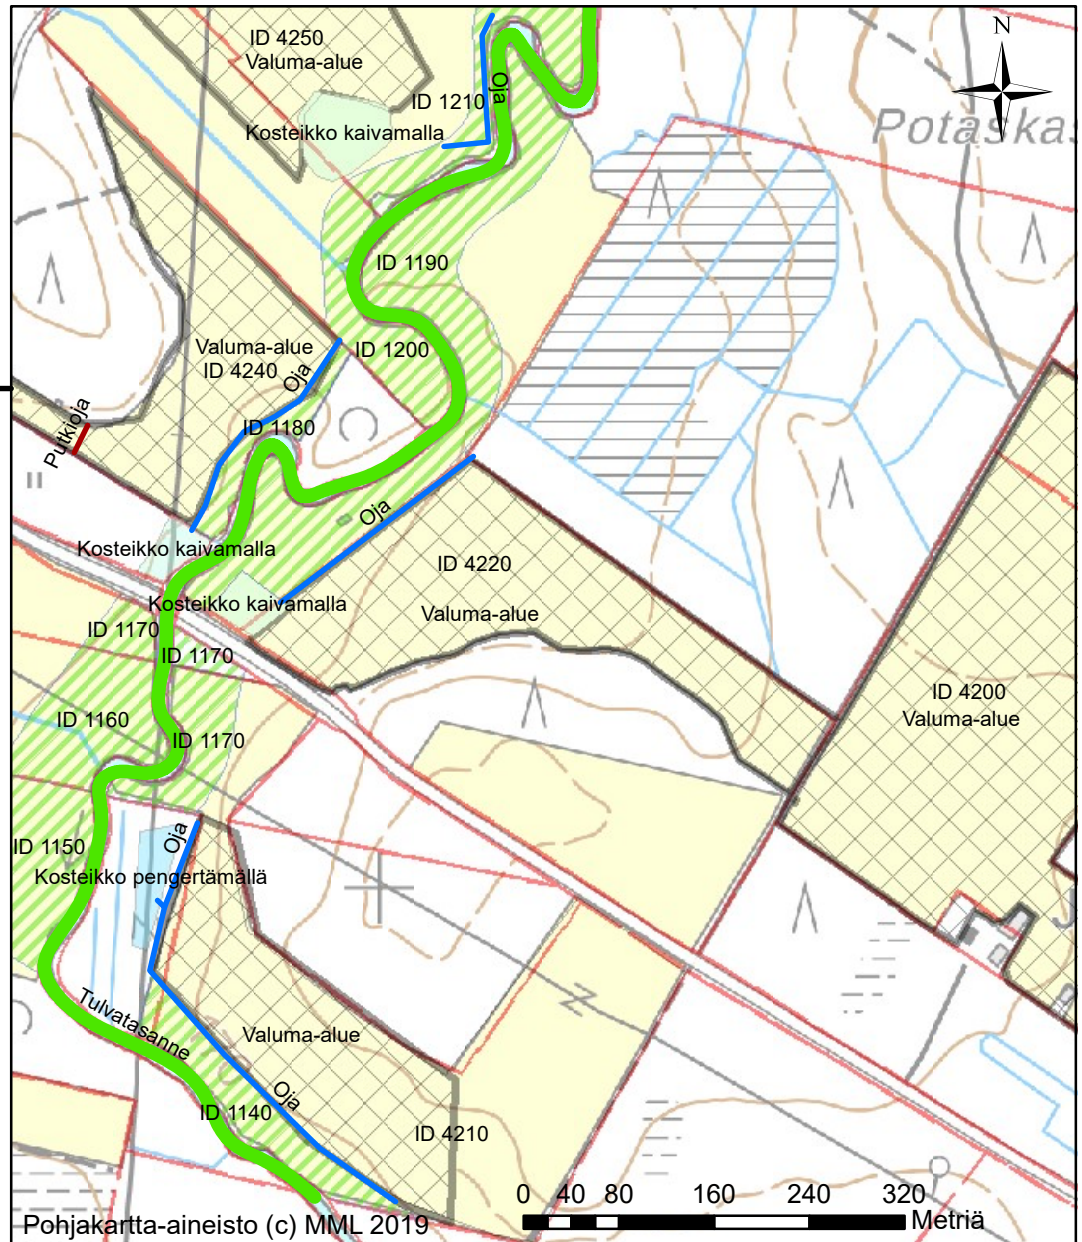 ID 4250
Valuma-alue
N
Oja
ID 1210
Kosteikko kaivamalla
Potaskas
ID 1190
Valuma-alue
ID 4240
ID 1200
Oja
Putkioja
ID 1180
Oja
Kosteikko kaivamalla
ID 4220
Kosteikko kaivamalla
Valuma-alue
ID 1170
ID 1170
ID 4200
Valuma-alue
ID 1160
ID 1170
Oja
ID 1150
Kosteikko pengertämällä
Tulvatasanne
Valuma-alue
Oja
ID 1140
ID 4210
0 40 80 160 240 320
Metriä
Pohjakartta-aineisto (c) MML 2019